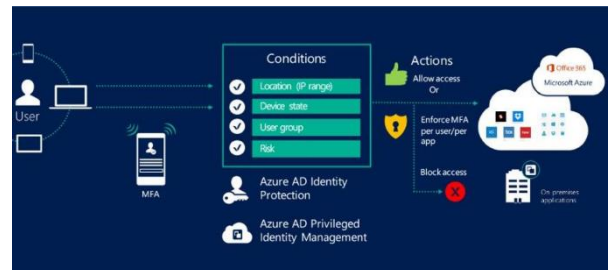 User
MFA
Conditions
Location (IP range)
Device state
User group
Risk
Azure AD Identity
Protection
Azure AD Privileged
Identity Management
Actions
Allow access
Or
Enforce MFA
per user/per
app
Block access
X
Office 365
Microsoft Azure
On-premises
applications